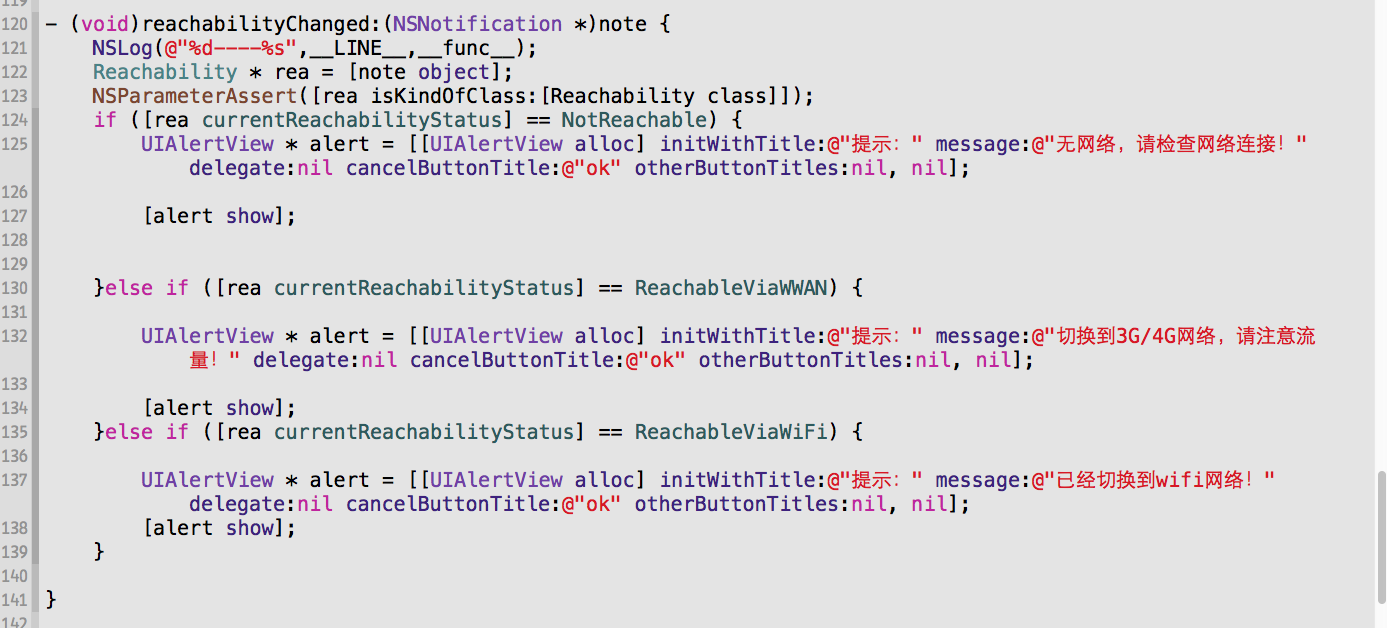 119
120 - (void)reachabilityChanged:(NSNotification *)note {
121 NSLog(@"%d----%s",__LINE__,__func__);
122 Reachability * rea = [note object];
123 NSParameterAssert([rea isKindOfClass:[Reachability class]]);
124 if ([rea currentReachabilityStatus] == NotReachable) {
125 UIAlertView * alert = [[UIAlertView alloc] initWithTitle:@"提示：" message:@"无网络，请检查网络连接！"
delegate:nil cancelButtonTitle:@"ok" otherButtonTitles:nil, nil];
126
127 [alert show];
128
129
130 }else if ([rea currentReachabilityStatus] == ReachableViaWWAN) {
131
132 UIAlertView * alert = [[UIAlertView alloc] initWithTitle:@"提示：" message:@"切换到3G/4G网络，请注意流
量！" delegate:nil cancelButtonTitle:@"ok" otherButtonTitles:nil, nil];
133
134 [alert show];
135 }else if ([rea currentReachabilityStatus] == ReachableViaWiFi) {
136
137 UIAlertView * alert = [[UIAlertView alloc] initWithTitle:@"提示：" message:@"已经切换到wifi网络！"
delegate:nil cancelButtonTitle:@"ok" otherButtonTitles:nil, nil];
138 [alert show];
139 }
140
141 }
142